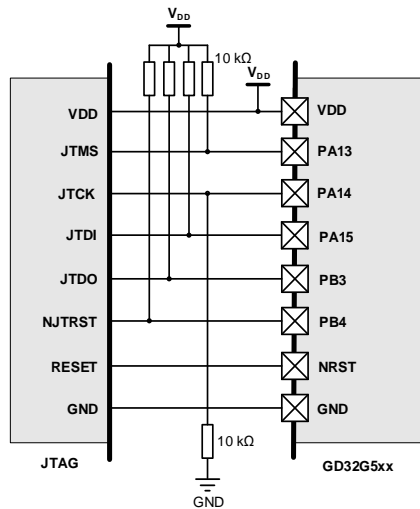 VDD
10 kΩ
VDD
VDD
VDD
JTMS
PA13
JTCK
PA14
JTDI
PA15
JTDO
PB3
NJTRST
PB4
RESET
NRST
GND
GND
10 kΩ
JTAG
GD32G5xx
GND